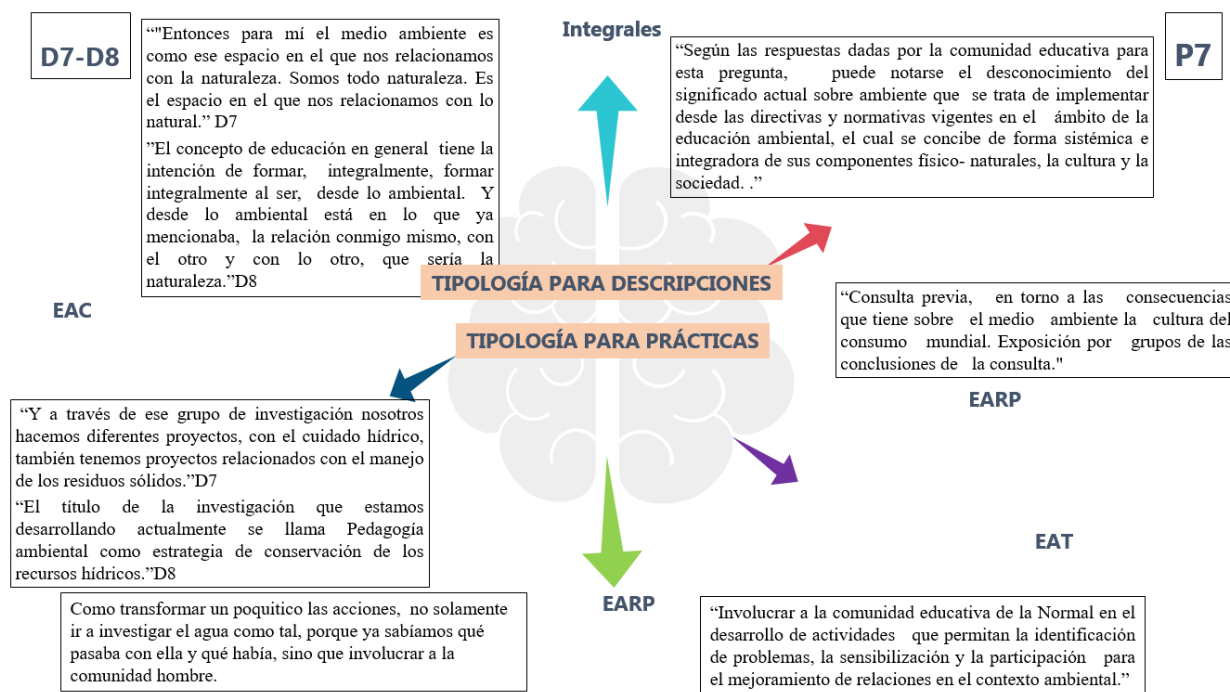 D7-D8
“"Entonces para mí el medio ambiente es
como ese espacio en el que nos relacionamos
con la naturaleza. Somos todo naturaleza. Es
el espacio en el que nos relacionamos con lo
natural.” D7
”El concepto de educación en general tiene la
intención de formar, integralmente, formar
integralmente al ser, desde lo ambiental. Y
desde lo ambiental está en lo que ya
mencionaba, la relación conmigo mismo, con
el otro y con lo otro, que sería la
naturaleza.”D8
Integrales
“Según las respuestas dadas por la comunidad educativa para
esta pregunta, puede notarse el desconocimiento del
significado actual sobre ambiente que se trata de implementar
desde las directivas y normativas vigentes en el ámbito de la
educación ambiental, el cual se concibe de forma sistémica e
integradora de sus componentes físico- naturales, la cultura y la
sociedad. .”
P7
TIPOLOGÍA PARA DESCRIPCIONES
EAC
TIPOLOGÍA PARA PRÁCTICAS
“Consulta previa, en torno a las consecuencias
que tiene sobre el medio ambiente la cultura del
consumo mundial. Exposición por grupos de las
conclusiones de la consulta."
EARP
“Y a través de ese grupo de investigación nosotros
hacemos diferentes proyectos, con el cuidado hídrico,
también tenemos proyectos relacionados con el manejo
de los residuos sólidos.”D7
“El título de la investigación que estamos
desarrollando actualmente se llama Pedagogía
ambiental como estrategia de conservación de los
recursos hídricos.”D8
EAT
Como transformar un poquitico las acciones, no solamente
ir a investigar el agua como tal, porque ya sabíamos qué
pasaba con ella y qué había, sino que involucrar a la
comunidad hombre.
EARP
“Involucrar a la comunidad educativa de la Normal en el
desarrollo de actividades que permitan la identificación
de problemas, la sensibilización y la participación para
el mejoramiento de relaciones en el contexto ambiental.”